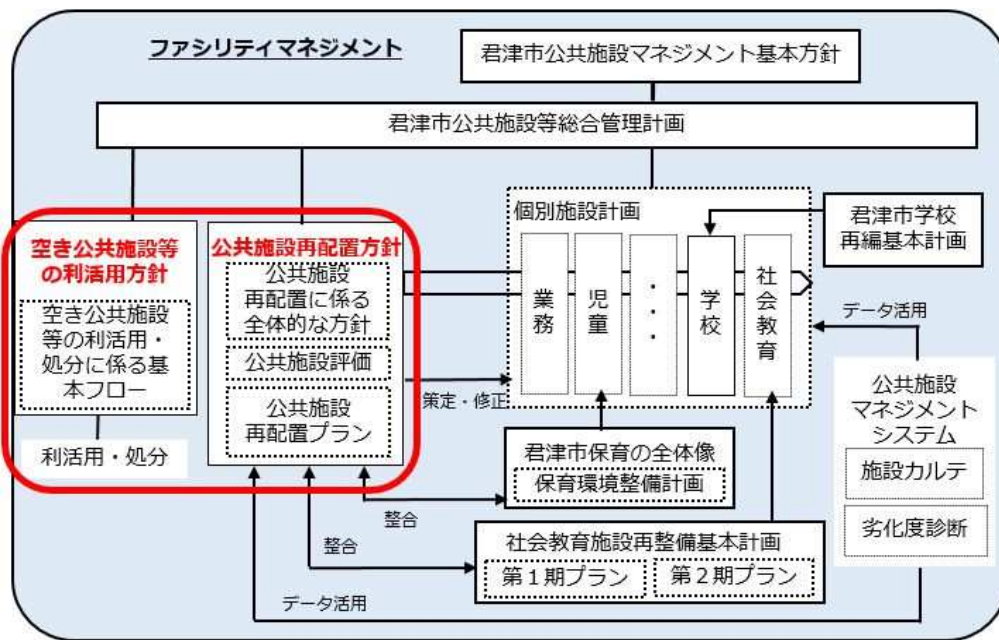 ファシリティマネジメント
君津市公共施設マネジメント基本方針
君津市公共施設等総合管理計画
空き公共施設等
の利活用方針
空き公共施設
等の利活用・
処分に係る基
本フロー
利活用・処分
公共施設再配置方針
公共施設
再配置に係る
全体的な方針
公共施設評価
公共施設
再配置プラン
策定・修正
個別施設計画
業務
児童
・・・
学校
社会教育
君津市学校
再編基本計画
データ活用
公共施設
マネジメント
システム
施設カルテ
劣化度診断
君津市保育の全体像
保育環境整備計画
整合
社会教育施設再整備基本計画
第1期プラン
第2期プラン
整合
データ活用